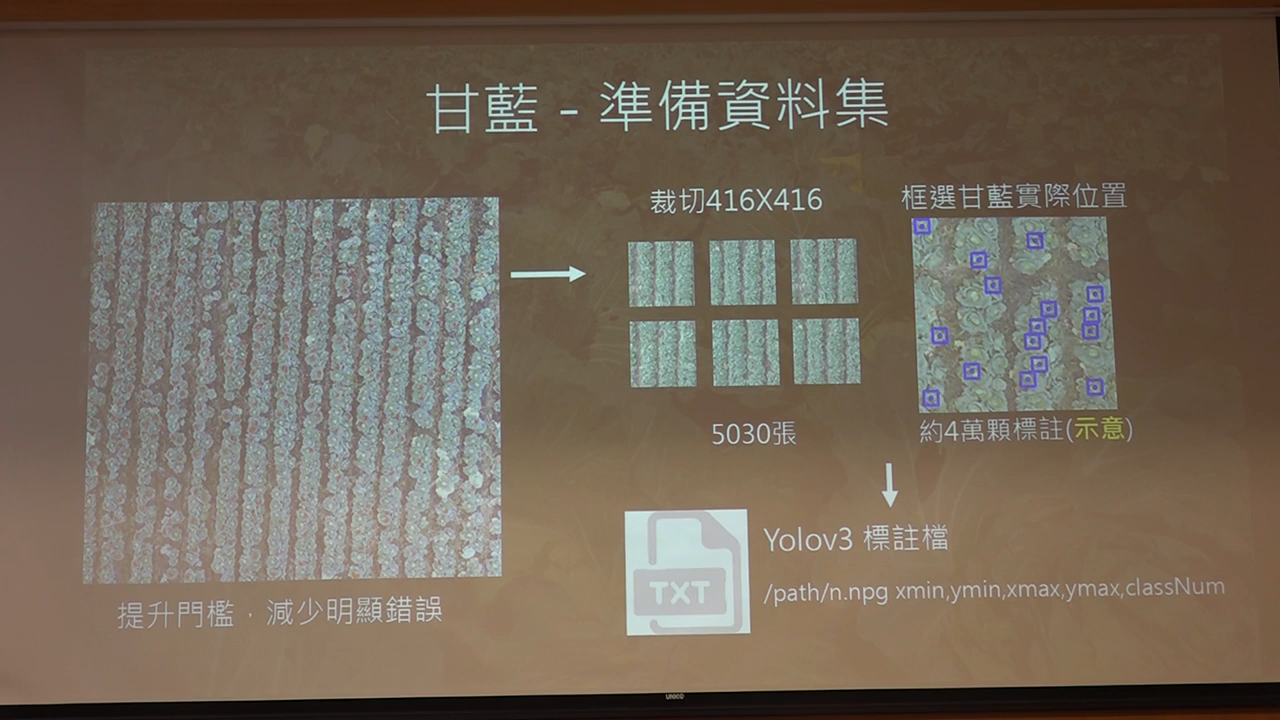 甘藍 - 準備資料集
裁切416X416
框選甘藍實際位置
5030張
約4萬顆標註(示意)
提升門檻，減少明顯錯誤
TXT
Yolov3 標註檔
/path/n.npg xmin,ymin,xmax,ymax,classNum
UNICO